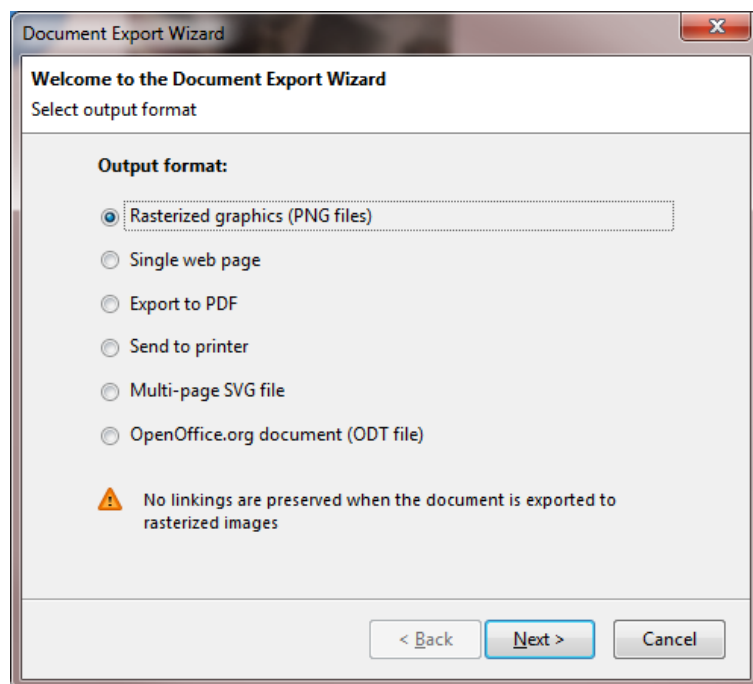 Document Export Wizard
Welcome to the Document Export Wizard
Select output format
Output format:
Rasterized graphics (PNG files)
Single web page
Export to PDF
Send to printer
Multi-page SVG file
OpenOffice.org document (ODT file)
No linkings are preserved when the document is exported to
rasterized images
< Back Next > Cancel